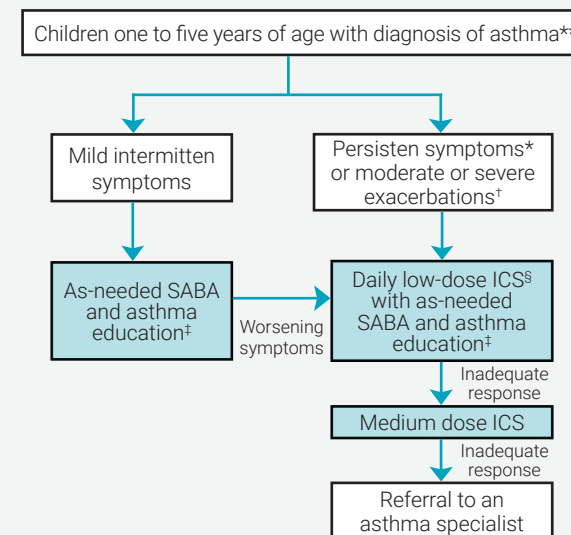 Children one to five years of age with diagnosis of asthma**
Mild intermitten
symptoms
Persisten symptoms*
or moderate or severe
exacerbations†
As-needed SABA
and asthma
education‡
Worsening
symptoms
Daily low-dose ICS§
with as-needed
SABA and asthma
education‡
Inadequate
response
Medium dose ICS
Inadequate
response
Referral to an
asthma specialist